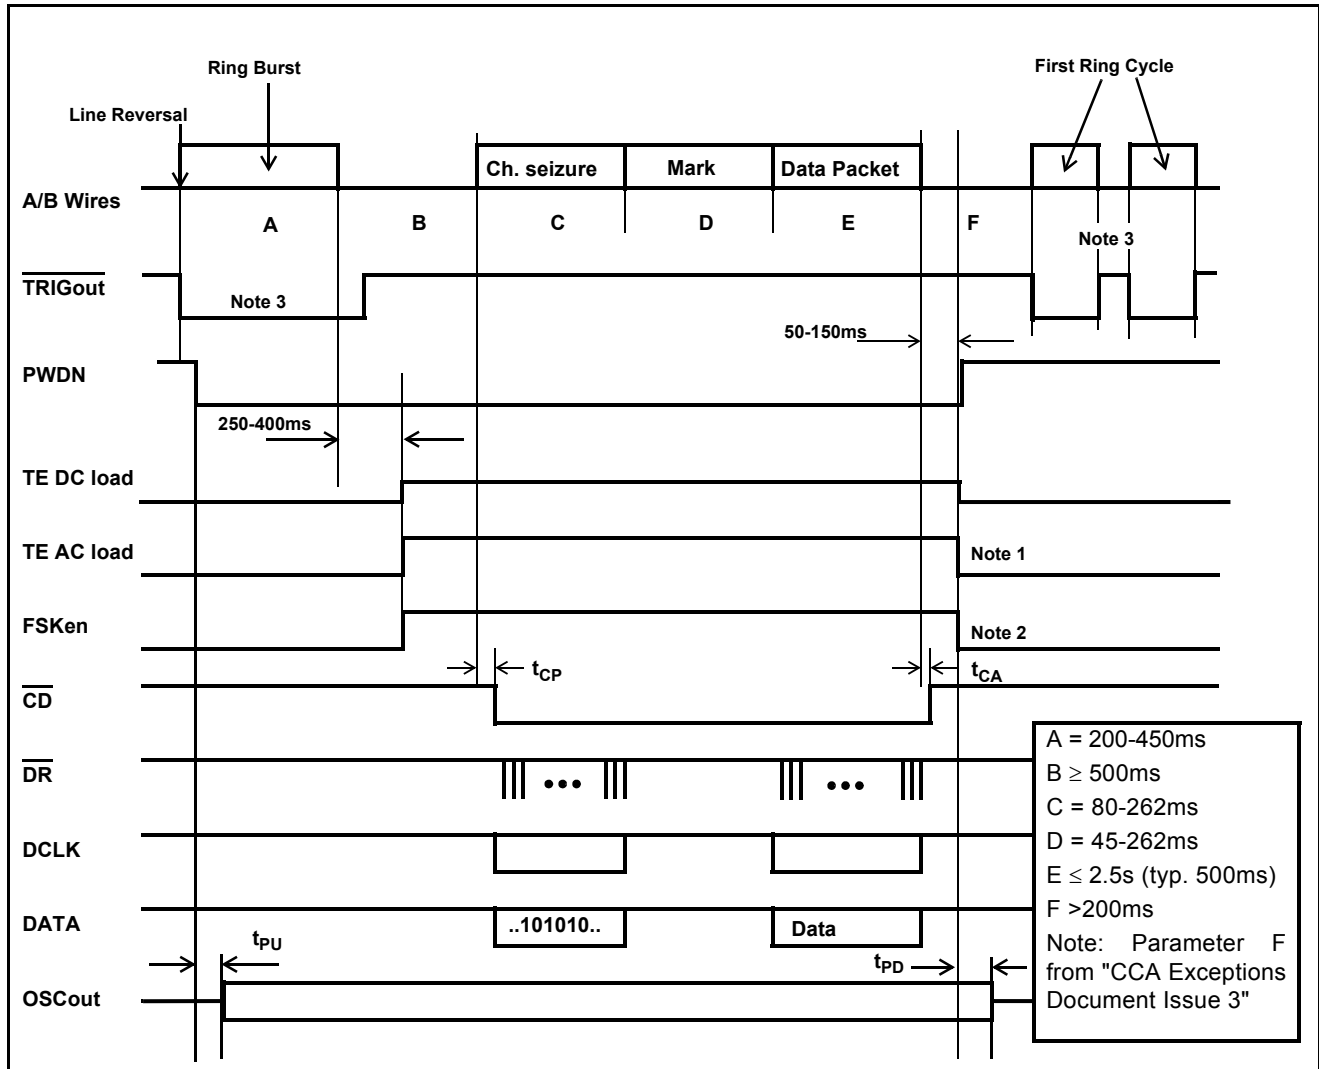 Ring Burst
First Ring Cycle
Line Reversal
Ch. seizure
Mark
Data Packet
A/B Wires
A
B
C
D
E
F
Note 3
TRIGout
Note 3
50-150ms
PWDN
250-400ms
TE DC load
TE AC load
Note 1
FSKen
Note 2
tCP
tCA
CD
A = 200-450ms
B ≥ 500ms
C = 80-262ms
D = 45-262ms
E ≤ 2.5s (typ. 500ms)
F >200ms
Note: Parameter F
from "CCA Exceptions
Document Issue 3"
DR
DCLK
DATA
..101010..
Data
tPU
tPD
OSCout